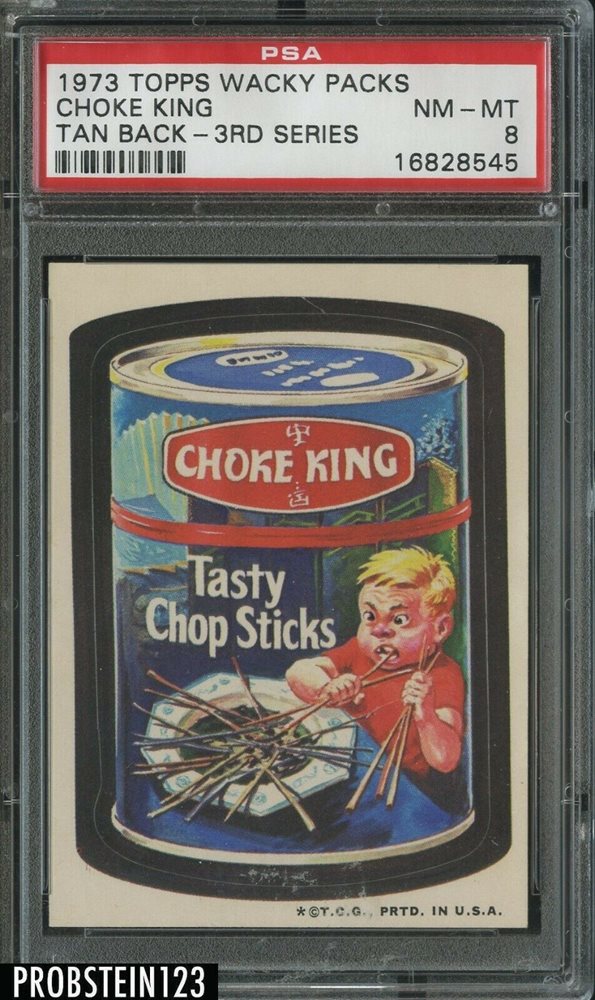 PSA
1973 TOPPS WACKY PACKS
CHOKE KING NM-MT
TAN BACK-3RD SERIES 8
16828545
CHOKE KING
Tasty
Chop Sticks
*©T.C.G., PRTD. IN U.S.A.
PROBSTEIN123